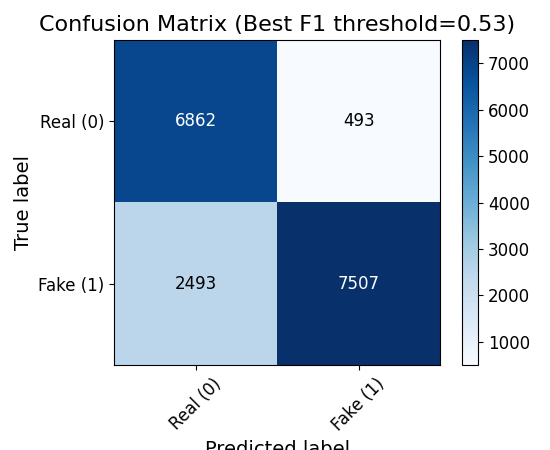 Confusion Matrix (Best F1 threshold=0.53)
True label
Real (0)
6862
493
Fake (1)
2493
7507
Real (0)
Fake (1)
Predicted label
7000
6000
5000
4000
3000
2000
1000